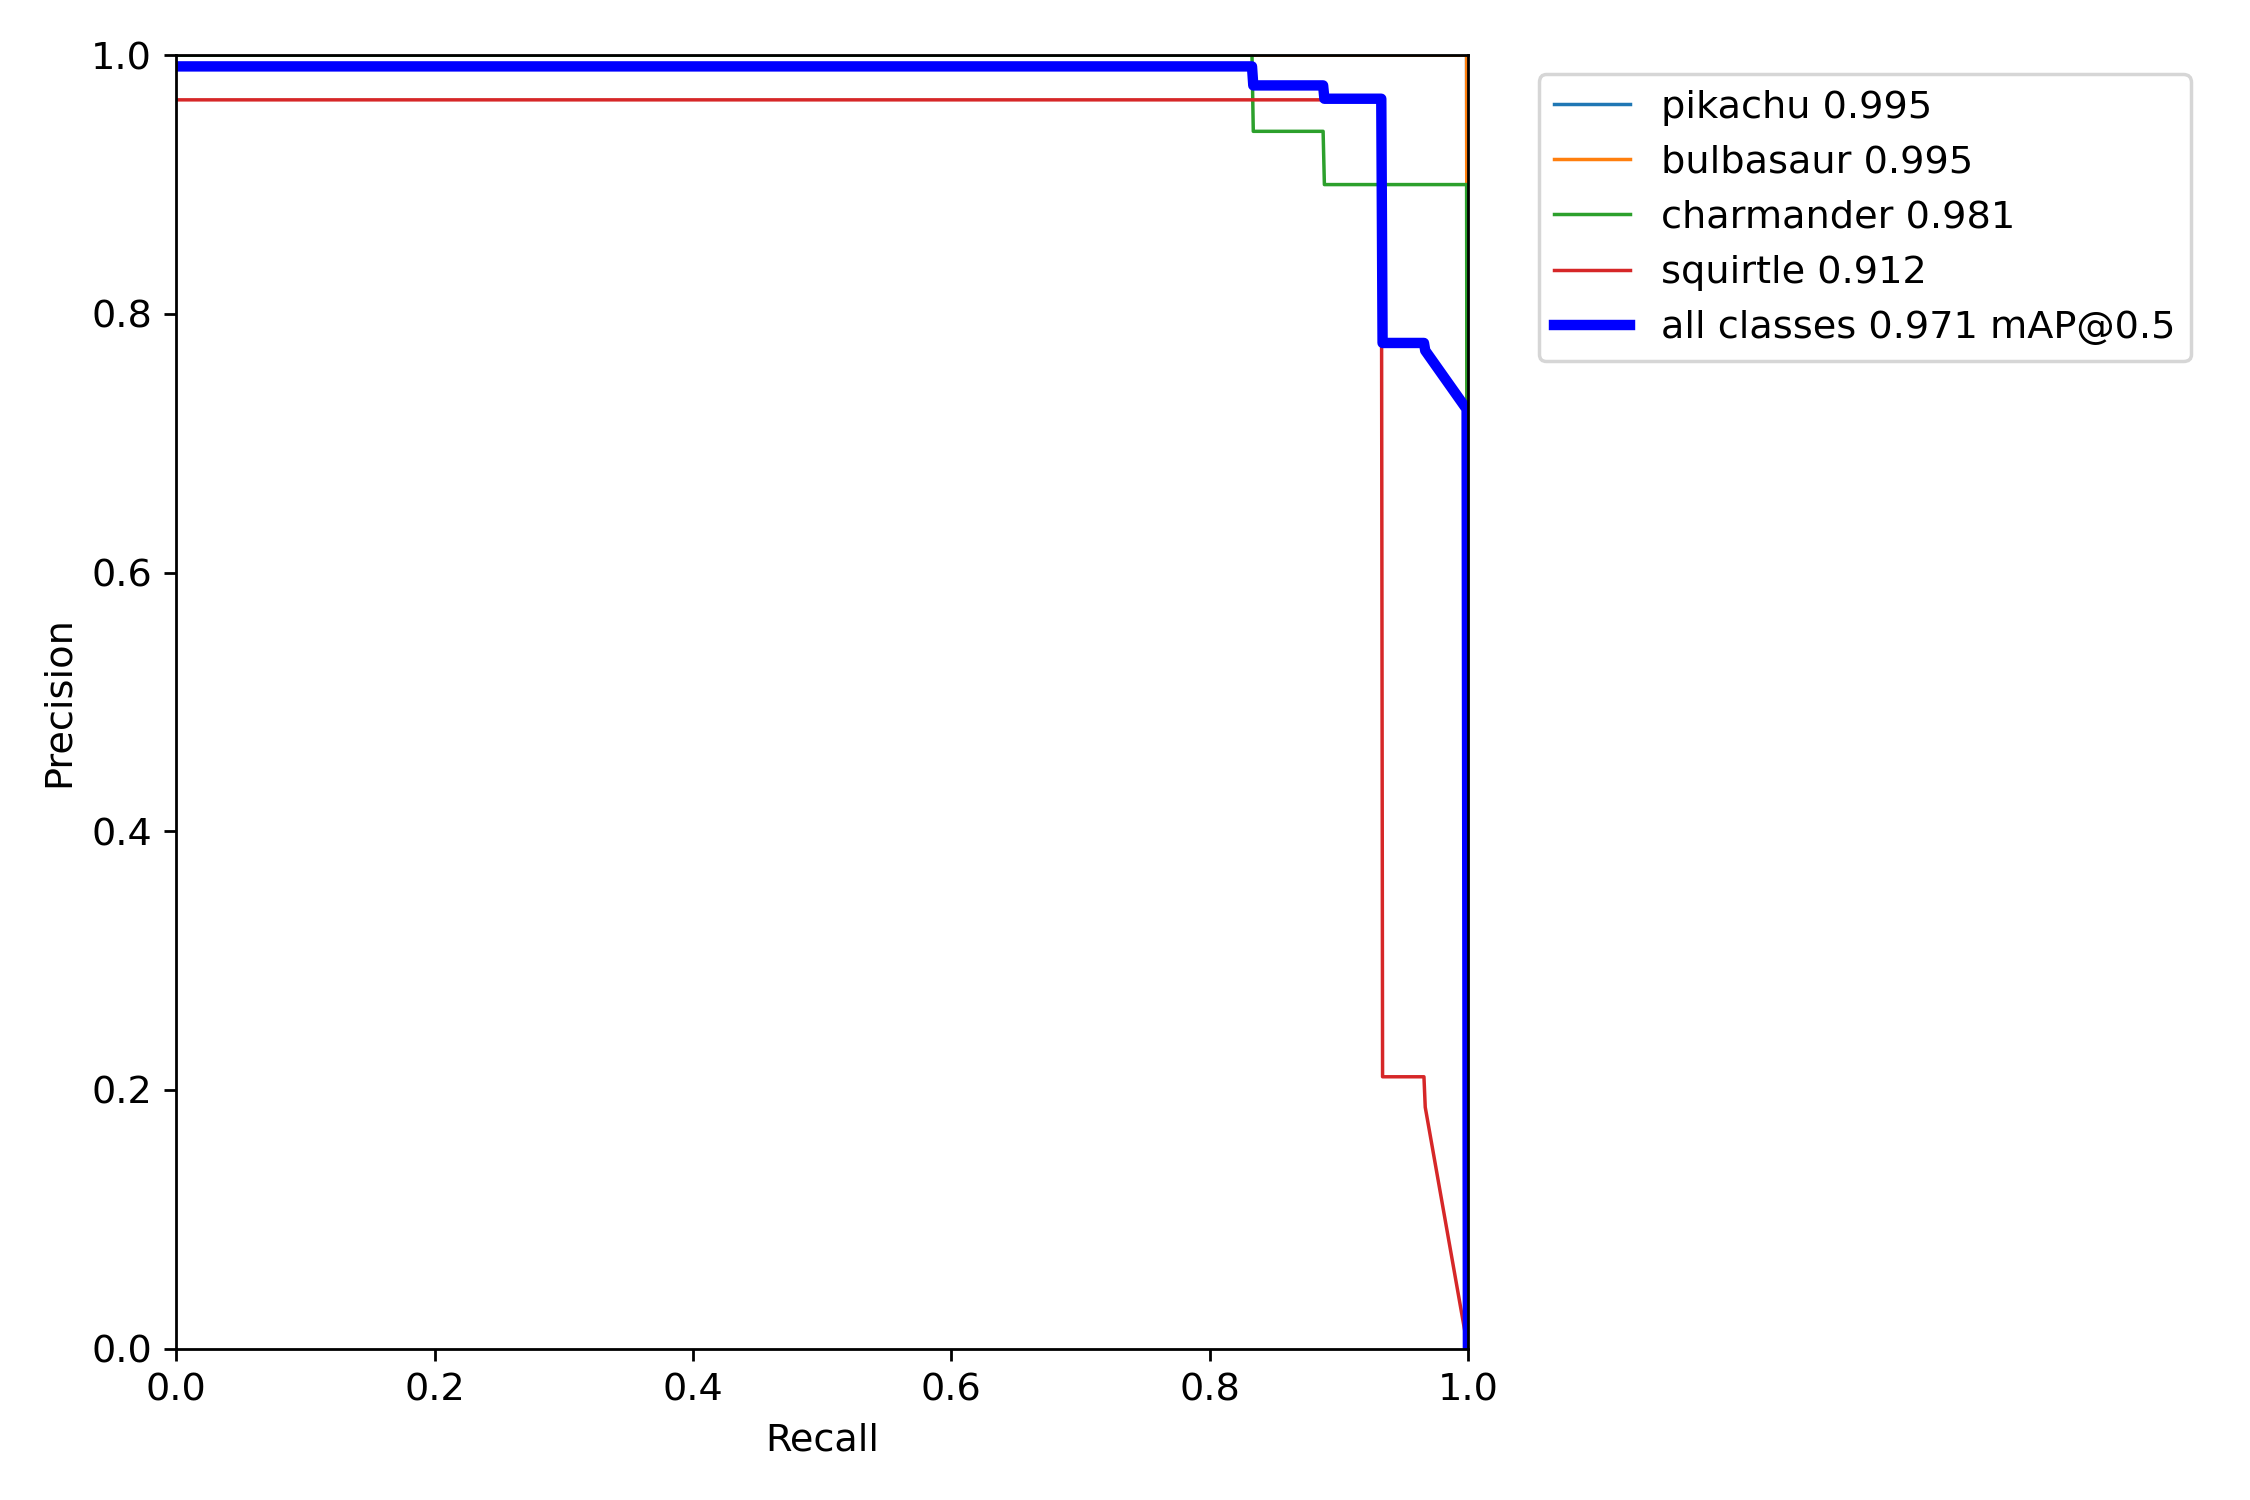 1.0
0.8
0.6
0.4
0.2
0.0
0.0 0.2 0.4 0.6 0.8 1.0
Precision
Recall
pikachu 0.995
bulbasaur 0.995
charmander 0.981
squirtle 0.912
all classes 0.971 mAP@0.5